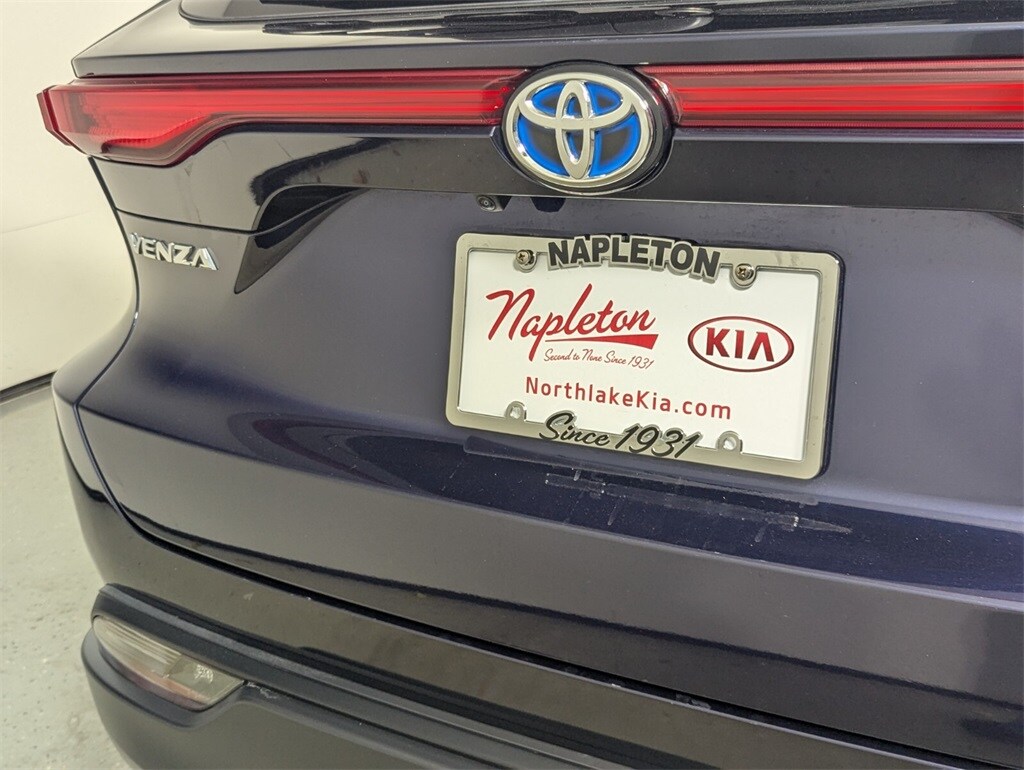 VENZA
NAPLETON
Napleton
Second to None Since 1931
KIA
NorthlakeKia.com
Since 1931